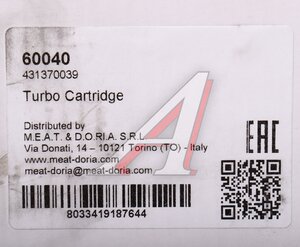 60040
431370039
Turbo Cartridge
Distributed by
M.E.A.T. & D.O.R.I.A. S.R.L.
Via Donati, 14 – 10121 Torino (TO) - Italy
www.meat-doria.com
meat-doria@meat-doria.com
EAC
8033419187644